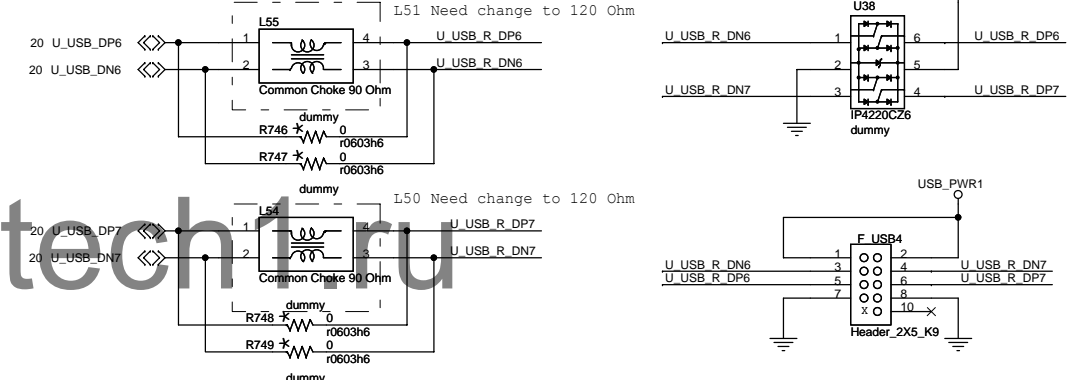 L51 Need change to 120 Ohm
L55
20 U_USB_DP6 1 4 U_USB_R_DP6
20 U_USB_DN6 2 3 U_USB_R_DN6
Common Choke 90 Ohm
dummy
R746 0
r0603h6
R747 0
r0603h6
dummy
L50 Need change to 120 Ohm
L54
20 U_USB_DP7 1 4 U_USB_R_DP7
20 U_USB_DN7 2 3 U_USB_R_DN7
Common Choke 90 Ohm
dummy
R748 0
r0603h6
R749 0
r0603h6
dummy
tech1.ru
U38
U_USB_R_DN6 1 6 U_USB_R_DP6
2 5
U_USB_R_DN7 3 4 U_USB_R_DP7
IP4220CZ6
dummy
USB_PWR1
F_USB4
1 2
U_USB_R_DN6 3 4 U_USB_R_DN7
U_USB_R_DP6 5 6 U_USB_R_DP7
7 8
X 10
Header_2X5_K9